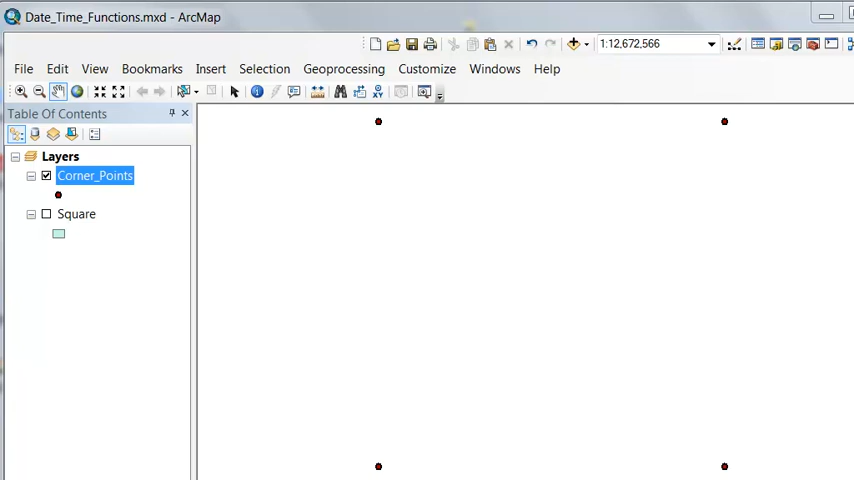 Date_Time_Functions.mxd - ArcMap
1:12,672,566
File Edit View Bookmarks Insert Selection Geoprocessing Customize Windows Help
Table Of Contents
Layers
Corner_Points
Square